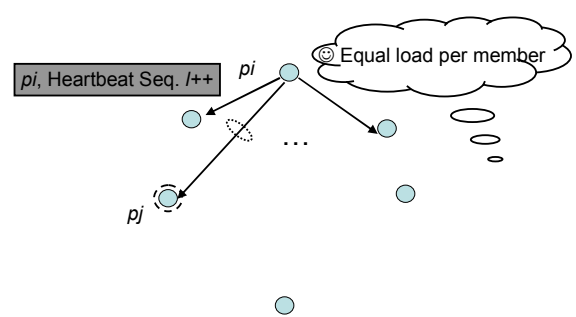 ☺ Equal load per member
pi, Heartbeat Seq. l++
pi
...
pj